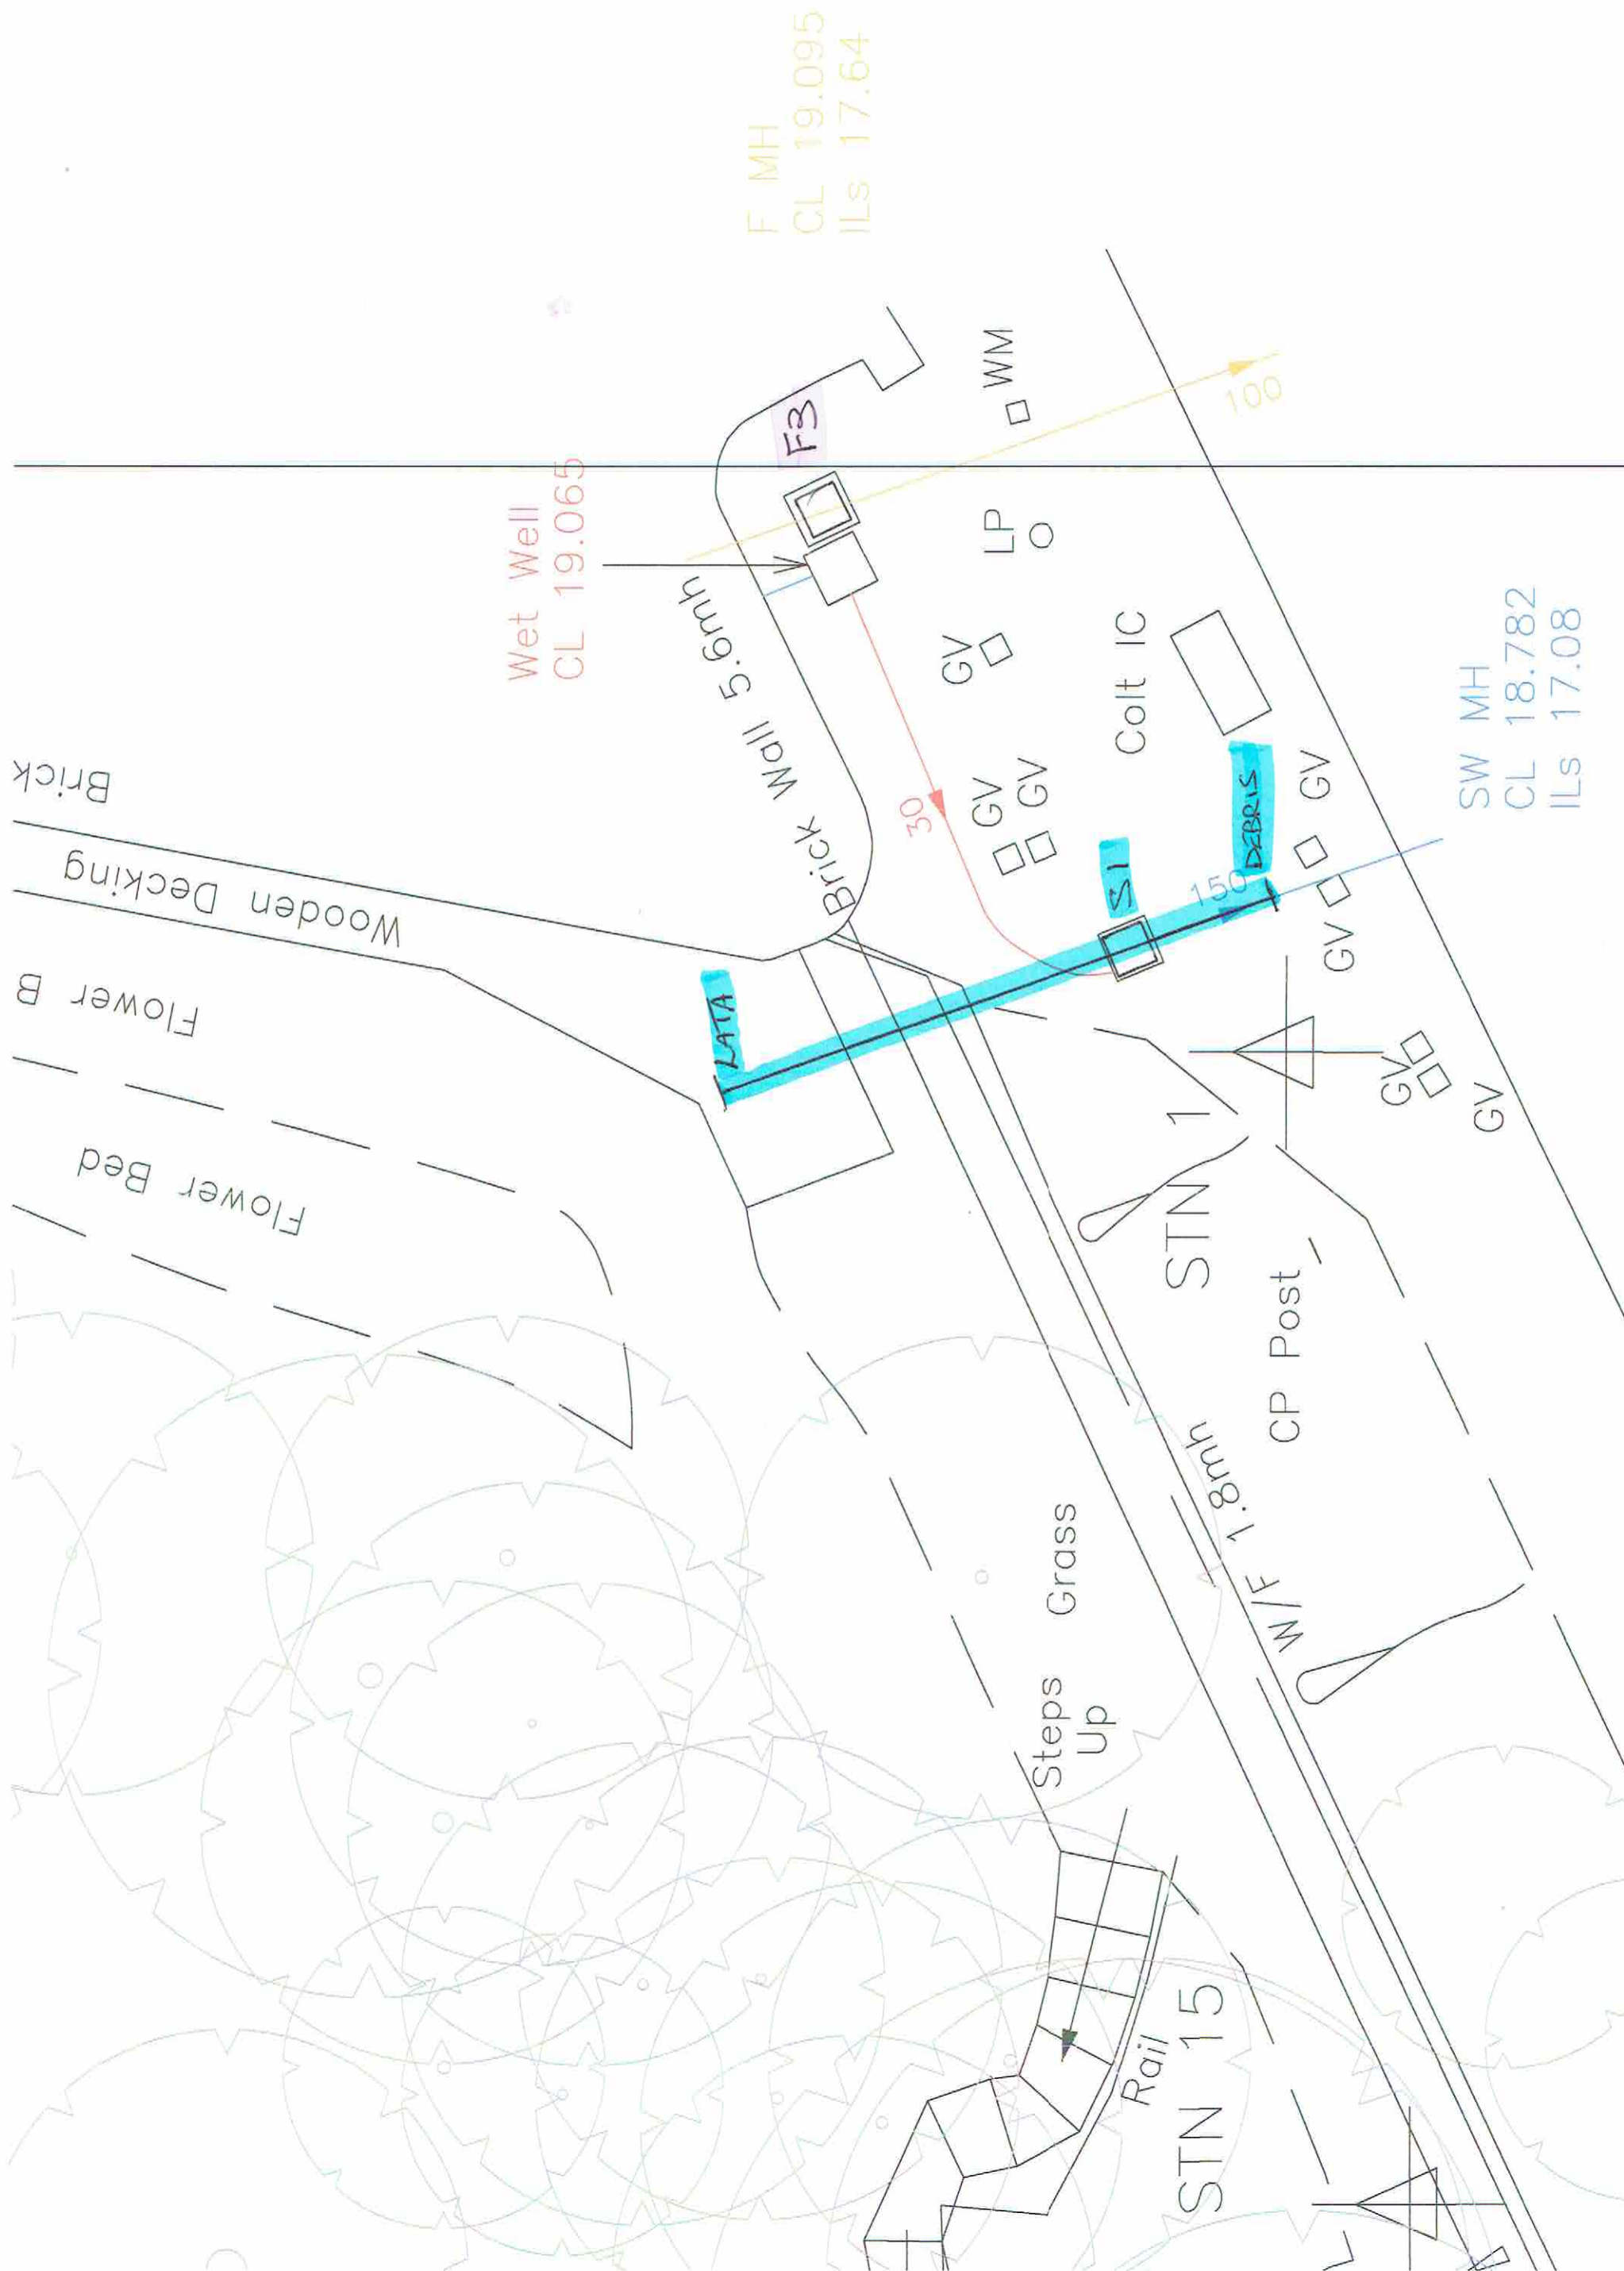 F MH
CL 19.095
ILs 17.64
Wet Well
CL 19.065
F3
WM
100
LP
Brick Wall 5.6mh
GV
Colt IC
30
GV
GV
Brick
Brick
Wooden Decking
Flower B
Flower Bed
LATA
S1
DEBRIS
150
GV
GV
SW MH
CL 18.782
ILs 17.08
STN 1
GV
GV
CP Post
W/F 1.8mh
Grass
Steps
Up
Rail
STN 15